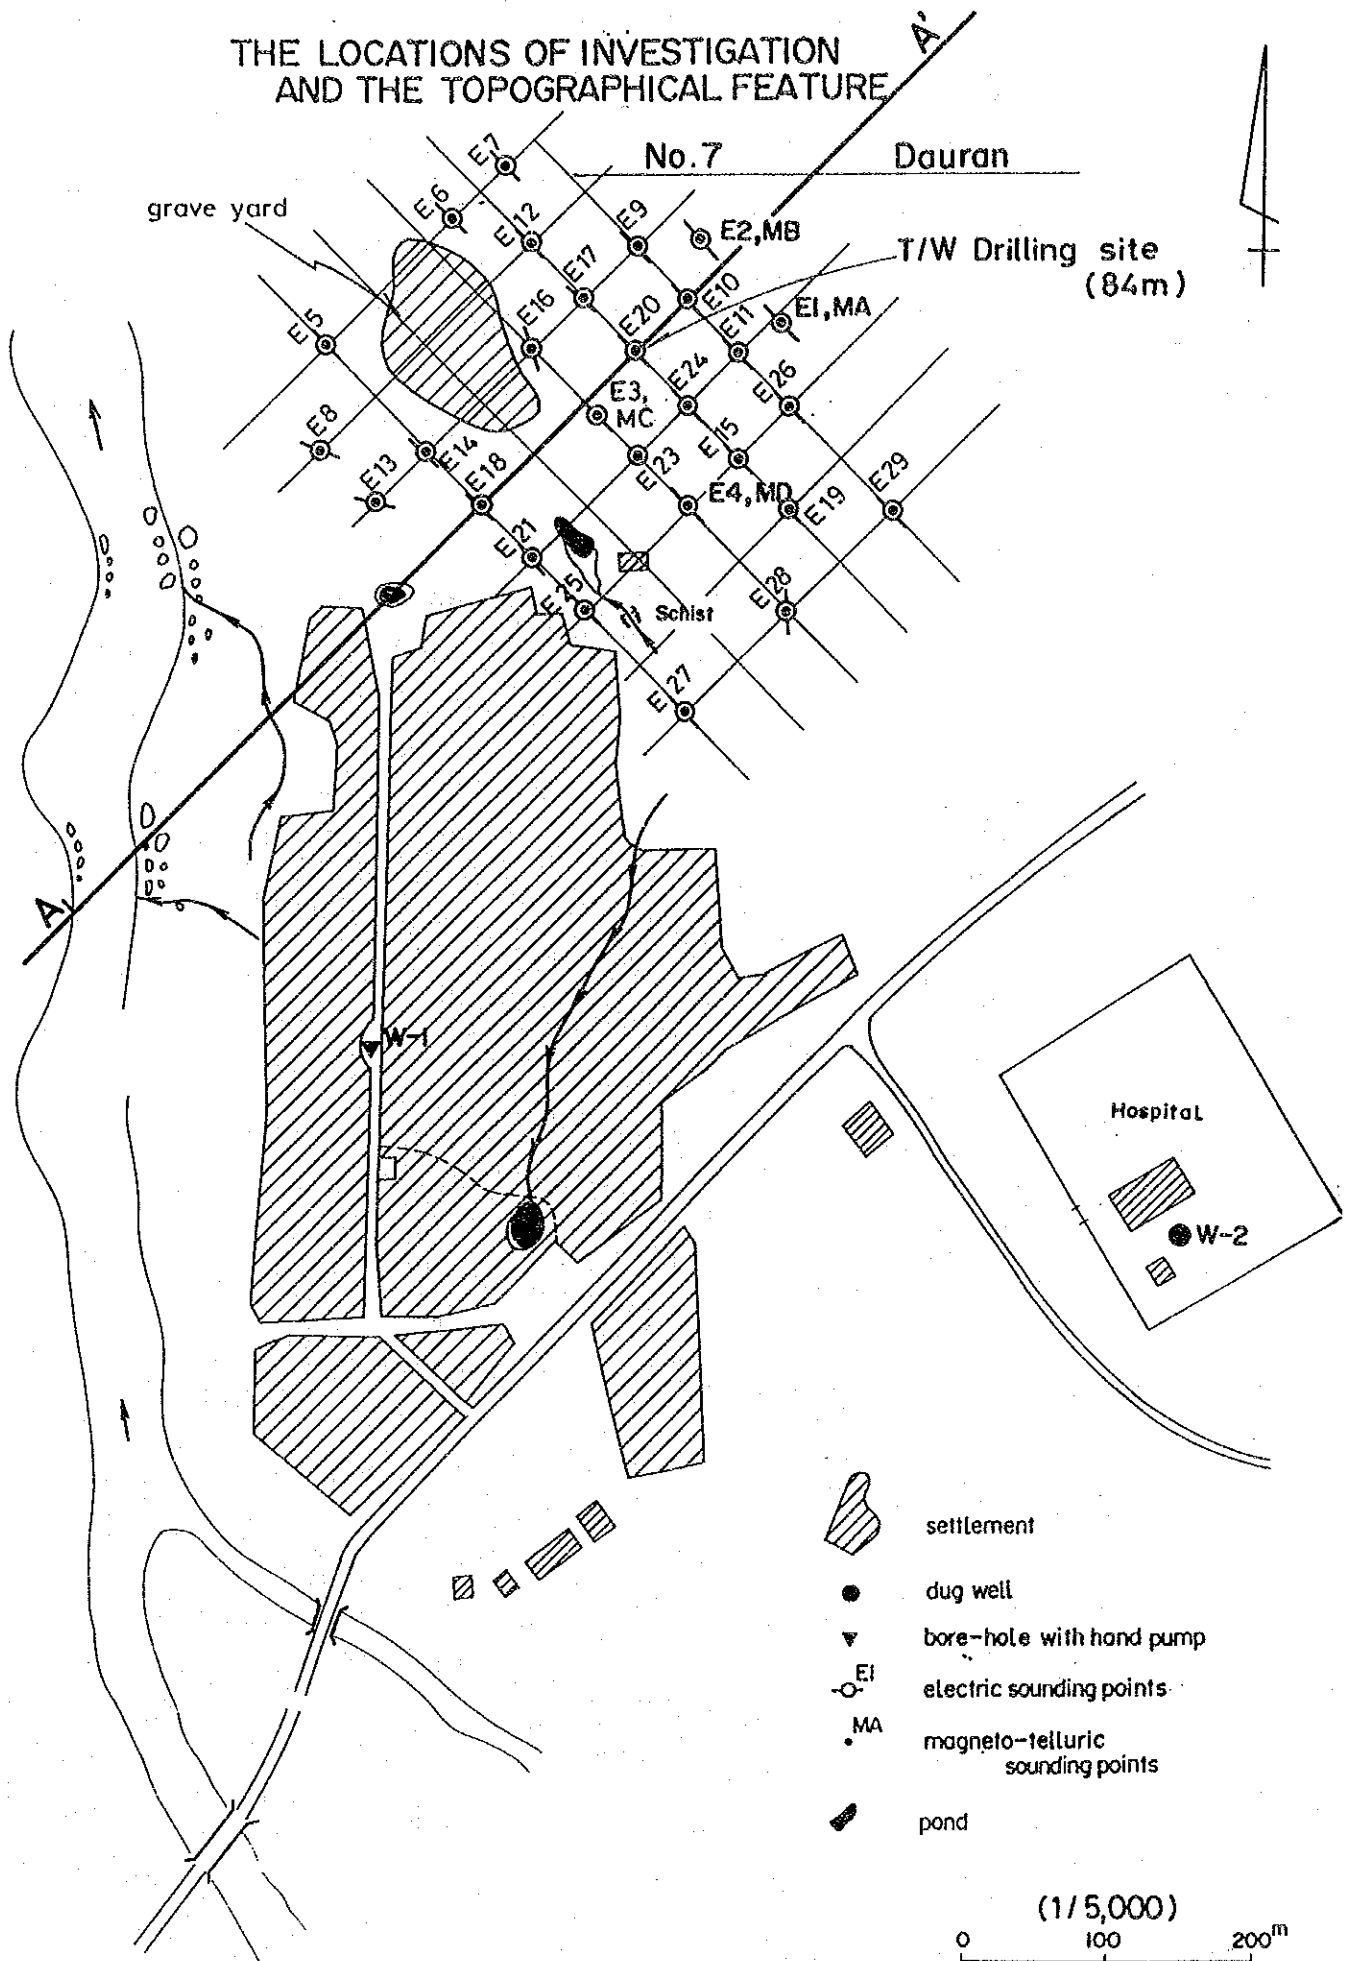 THE LOCATIONS OF INVESTIGATION
AND THE TOPOGRAPHICAL FEATURE
A'
No.7 Dauran
grave yard
E7
E6
E12
E9
E2,MB
T/W Drilling site
(84m)
E17
E10
E1,MA
E5
E16
E20
E11
E24
E26
E3,
MC
E8
E14
E15
E13
E18
E23
E4,MD
E19
E29
E21
E25
Schist
E28
E27
A
W-1
Hospital
W-2
settlement
dug well
bore-hole with hand pump
E1
electric sounding points
MA
magneto-telluric
sounding points
pond
(1/5,000)
0 100 200m